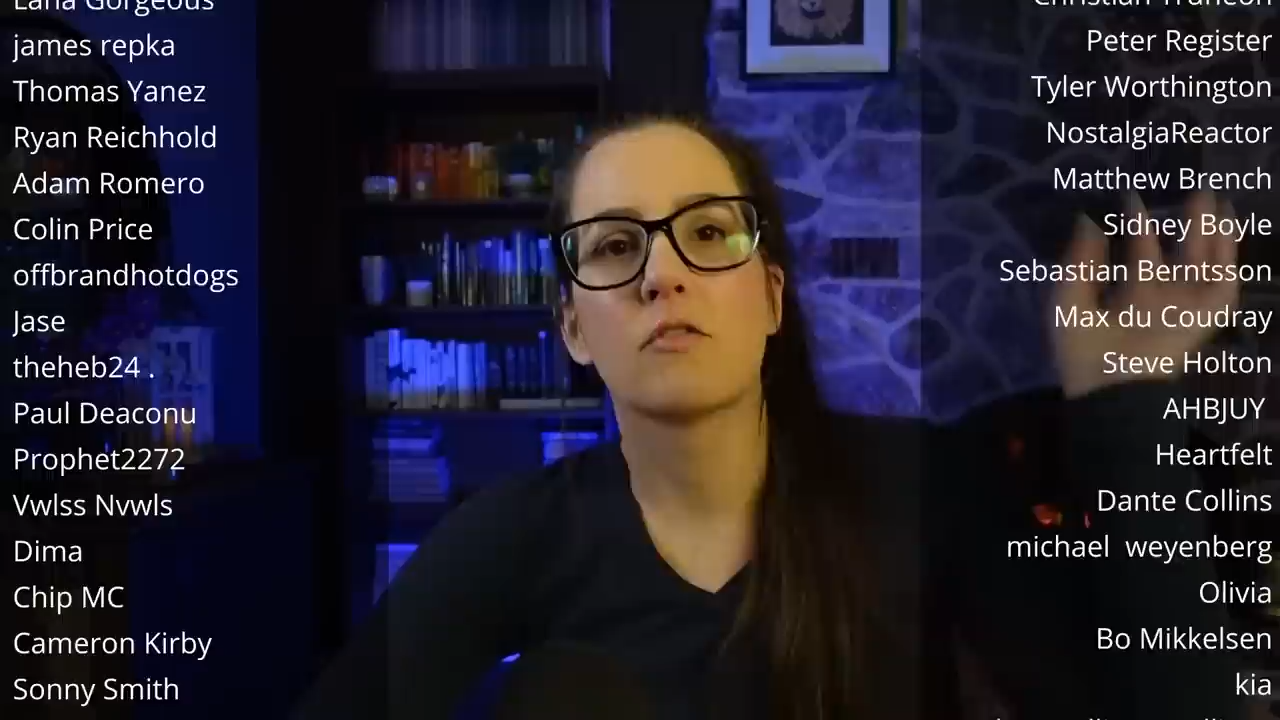 Lana Gorgeous
james repka
Thomas Yanez
Ryan Reichhold
Adam Romero
Colin Price
offbrandhotdogs
Jase
theheb24 .
Paul Deaconu
Prophet2272
Vwlss Nvwls
Dima
Chip MC
Cameron Kirby
Sonny Smith
Peter Register
Tyler Worthington
NostalgiaReactor
Matthew Brench
Sidney Boyle
Sebastian Berntsson
Max du Coudray
Steve Holton
AHBJUY
Heartfelt
Dante Collins
michael weyenberg
Olivia
Bo Mikkelsen
kia